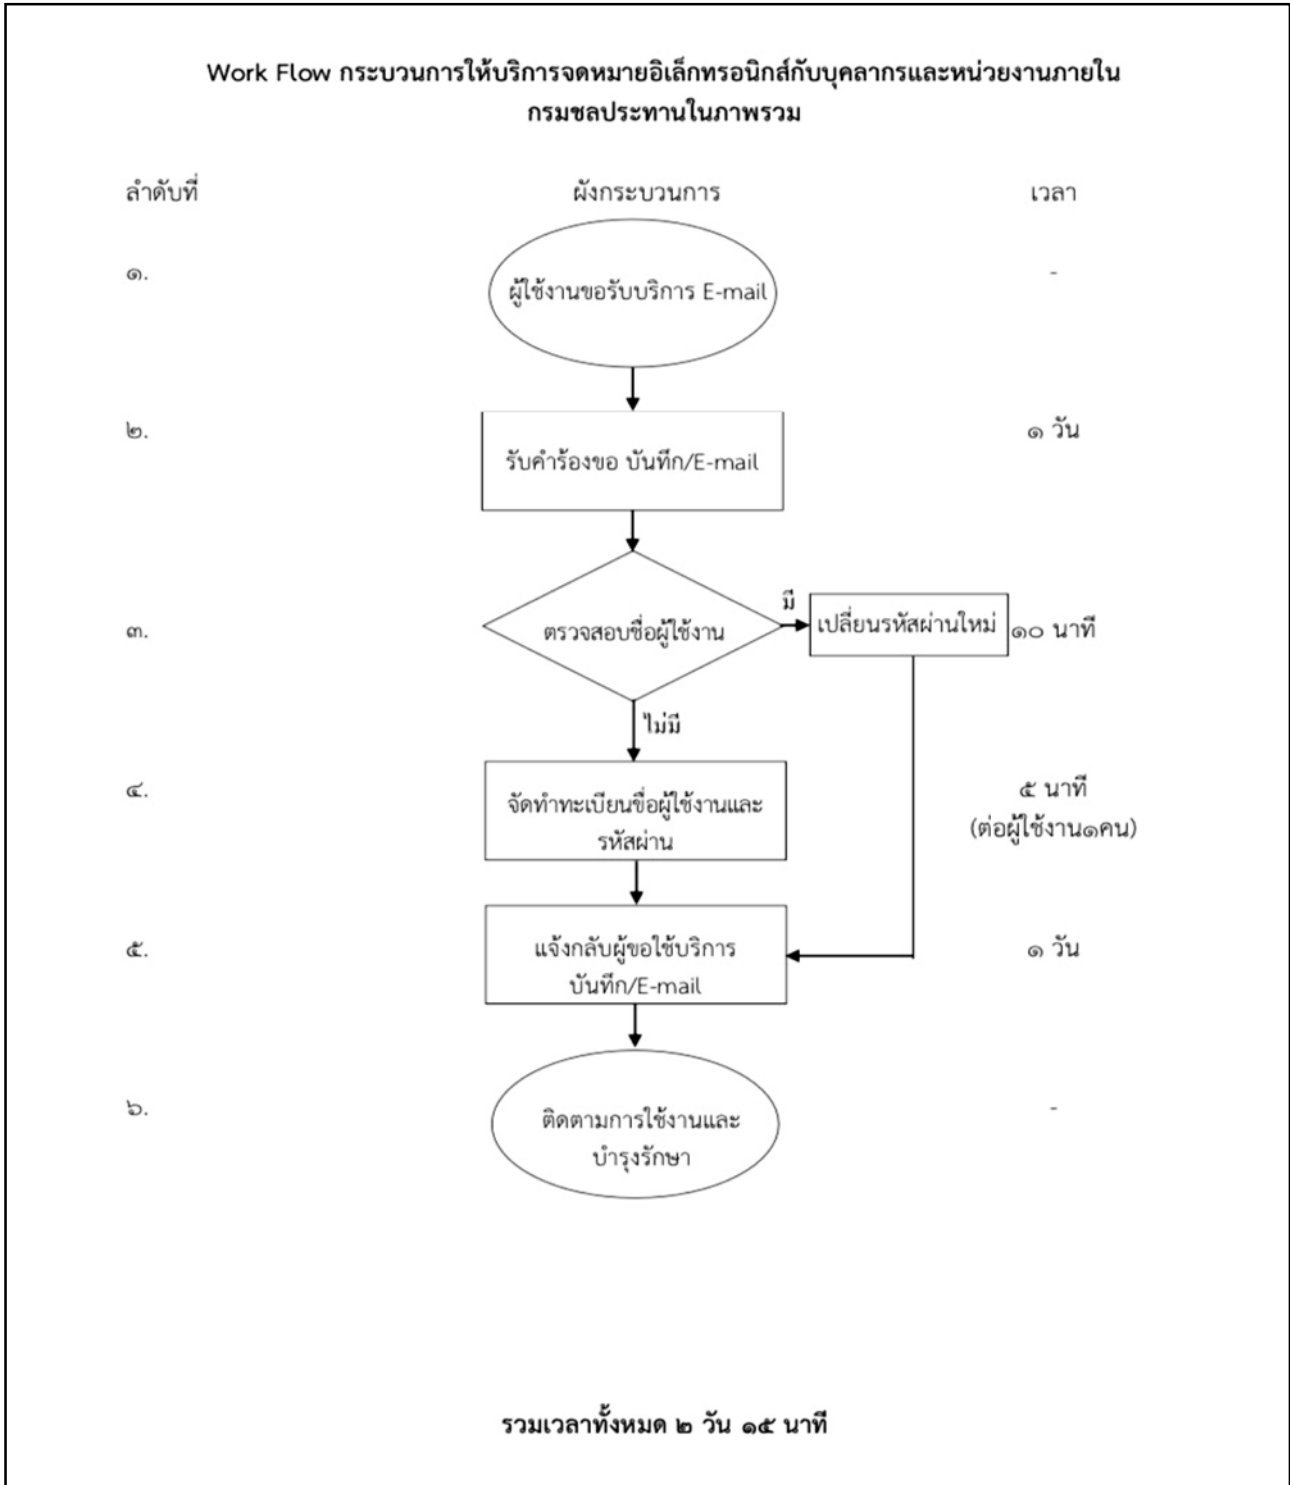 Work Flow กระบวนการให้บริการจดหมายอิเล็กทรอนิกส์กับบุคลากรและหน่วยงานภายใน
กรมชลประทานในภาพรวม
ลำดับที่ ผังกระบวนการ เวลา
๑. ผู้ใช้งานขอรับบริการ E-mail -
๒. รับคำร้องขอ บันทึก/E-mail ๑ วัน
๓. ตรวจสอบชื่อผู้ใช้งาน มี เปลี่ยนรหัสผ่านใหม่ ๑๐ นาที
ไม่มี
๔. จัดทำทะเบียนชื่อผู้ใช้งานและ ๕ นาที
รหัสผ่าน (ต่อผู้ใช้งาน๑คน)
๕. แจ้งกลับผู้ขอใช้บริการ ๑ วัน
บันทึก/E-mail
๖. ติดตามการใช้งานและ -
บำรุงรักษา
รวมเวลาทั้งหมด ๒ วัน ๑๕ นาที